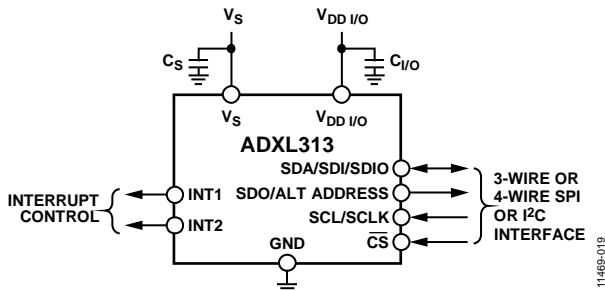 VS
VDD I/O
CS
CI/O
VS
VDD I/O
ADXL313
SDA/SDI/SDIO
SDO/ALT ADDRESS
SCL/SCLK
CS
INT1
INT2
GND
INTERRUPT
CONTROL
3-WIRE OR
4-WIRE SPI
OR I2C
INTERFACE
11469-019